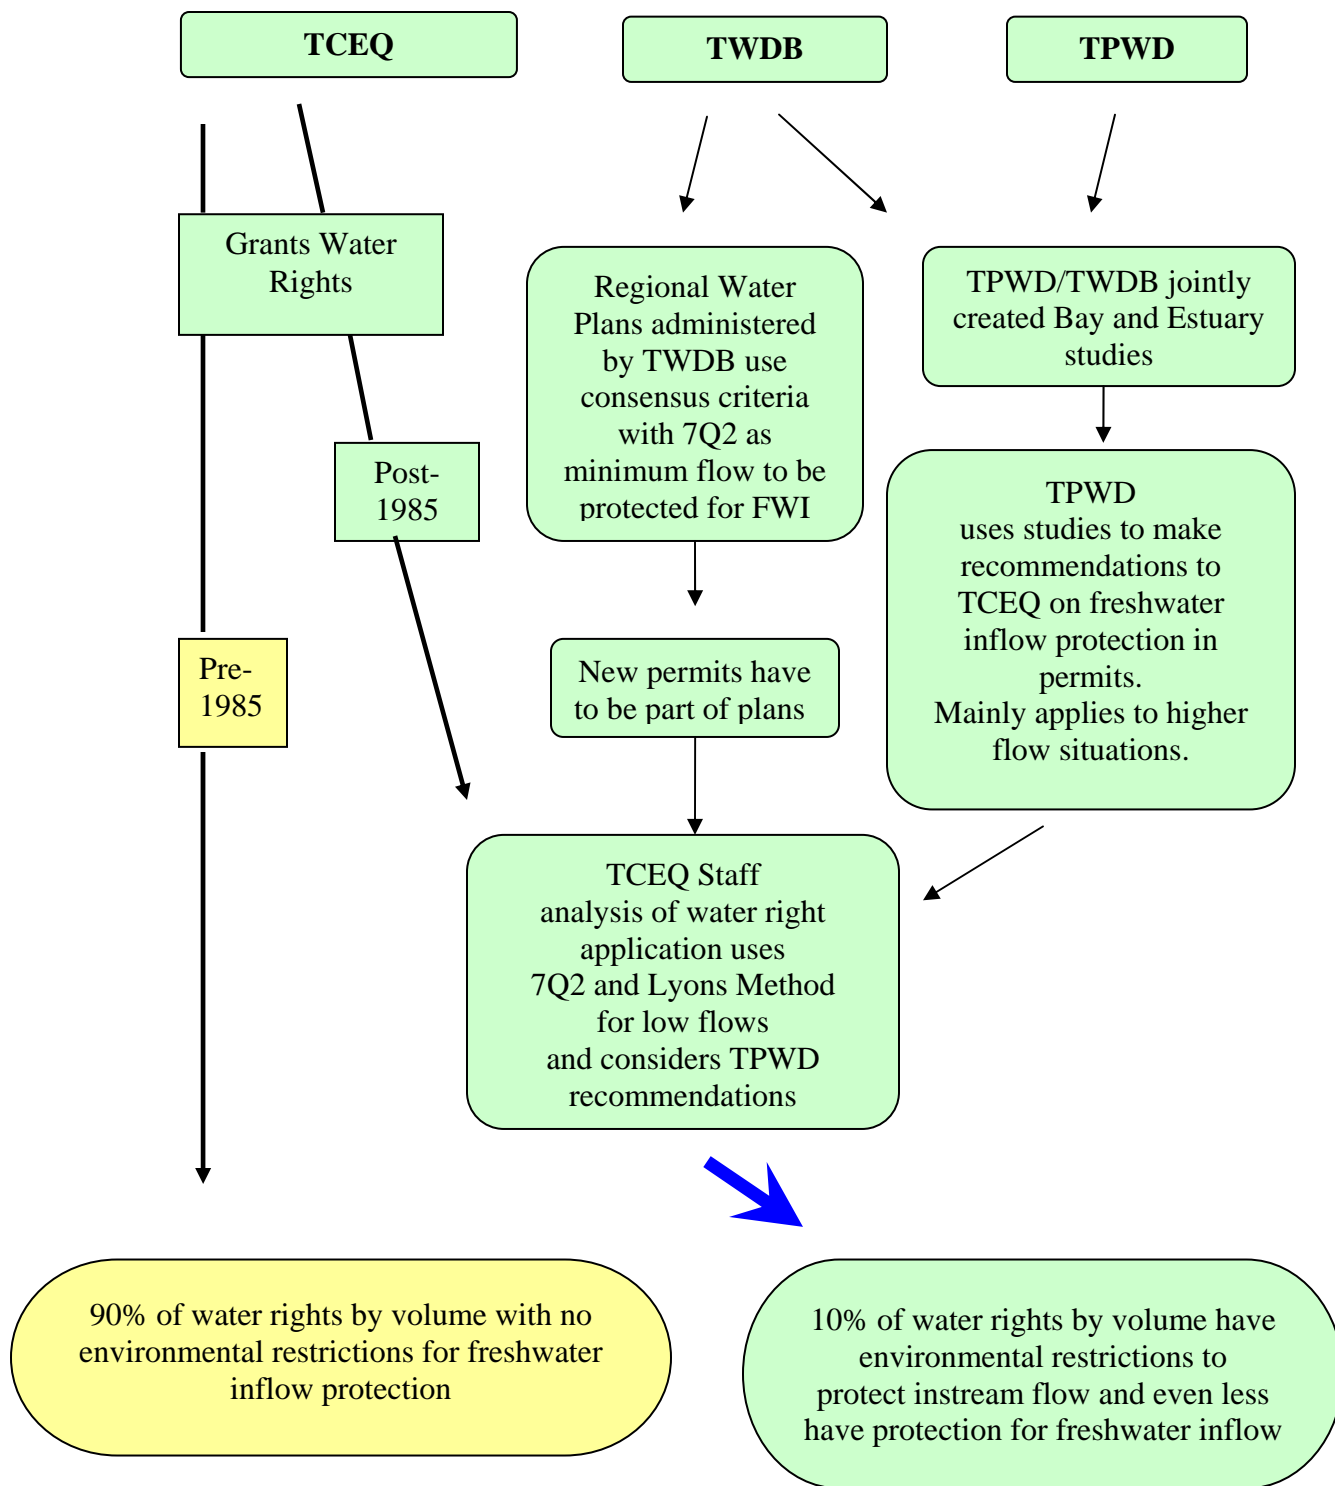 TCEQ
TWDB
TPWD
Grants Water
Rights
Regional Water
Plans administered
by TWDB use
consensus criteria
with 7Q2 as
minimum flow to be
protected for FWI
TPWD/TWDB jointly
created Bay and Estuary
studies
Post-
1985
TPWD
uses studies to make
recommendations to
TCEQ on freshwater
inflow protection in
permits.
Mainly applies to higher
flow situations.
Pre-
1985
New permits have
to be part of plans
TCEQ Staff
analysis of water right
application uses
7Q2 and Lyons Method
for low flows
and considers TPWD
recommendations
90% of water rights by volume with no
environmental restrictions for freshwater
inflow protection
10% of water rights by volume have
environmental restrictions to
protect instream flow and even less
have protection for freshwater inflow